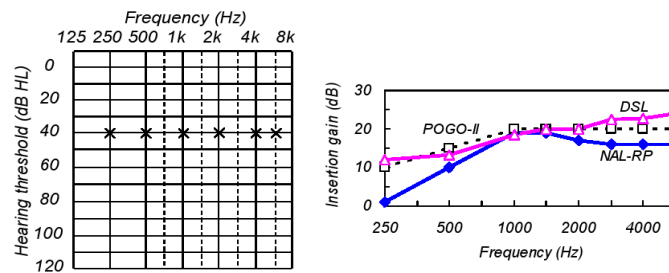 Frequency (Hz)
125 250 500 1k 2k 4k 8k
Hearing threshold (dB HL)
0
20
40
60
80
100
120
Insertion gain (dB)
30
20
10
0
POGO-II
DSL
NAL-RP
250 500 1000 2000 4000
Frequency (Hz)